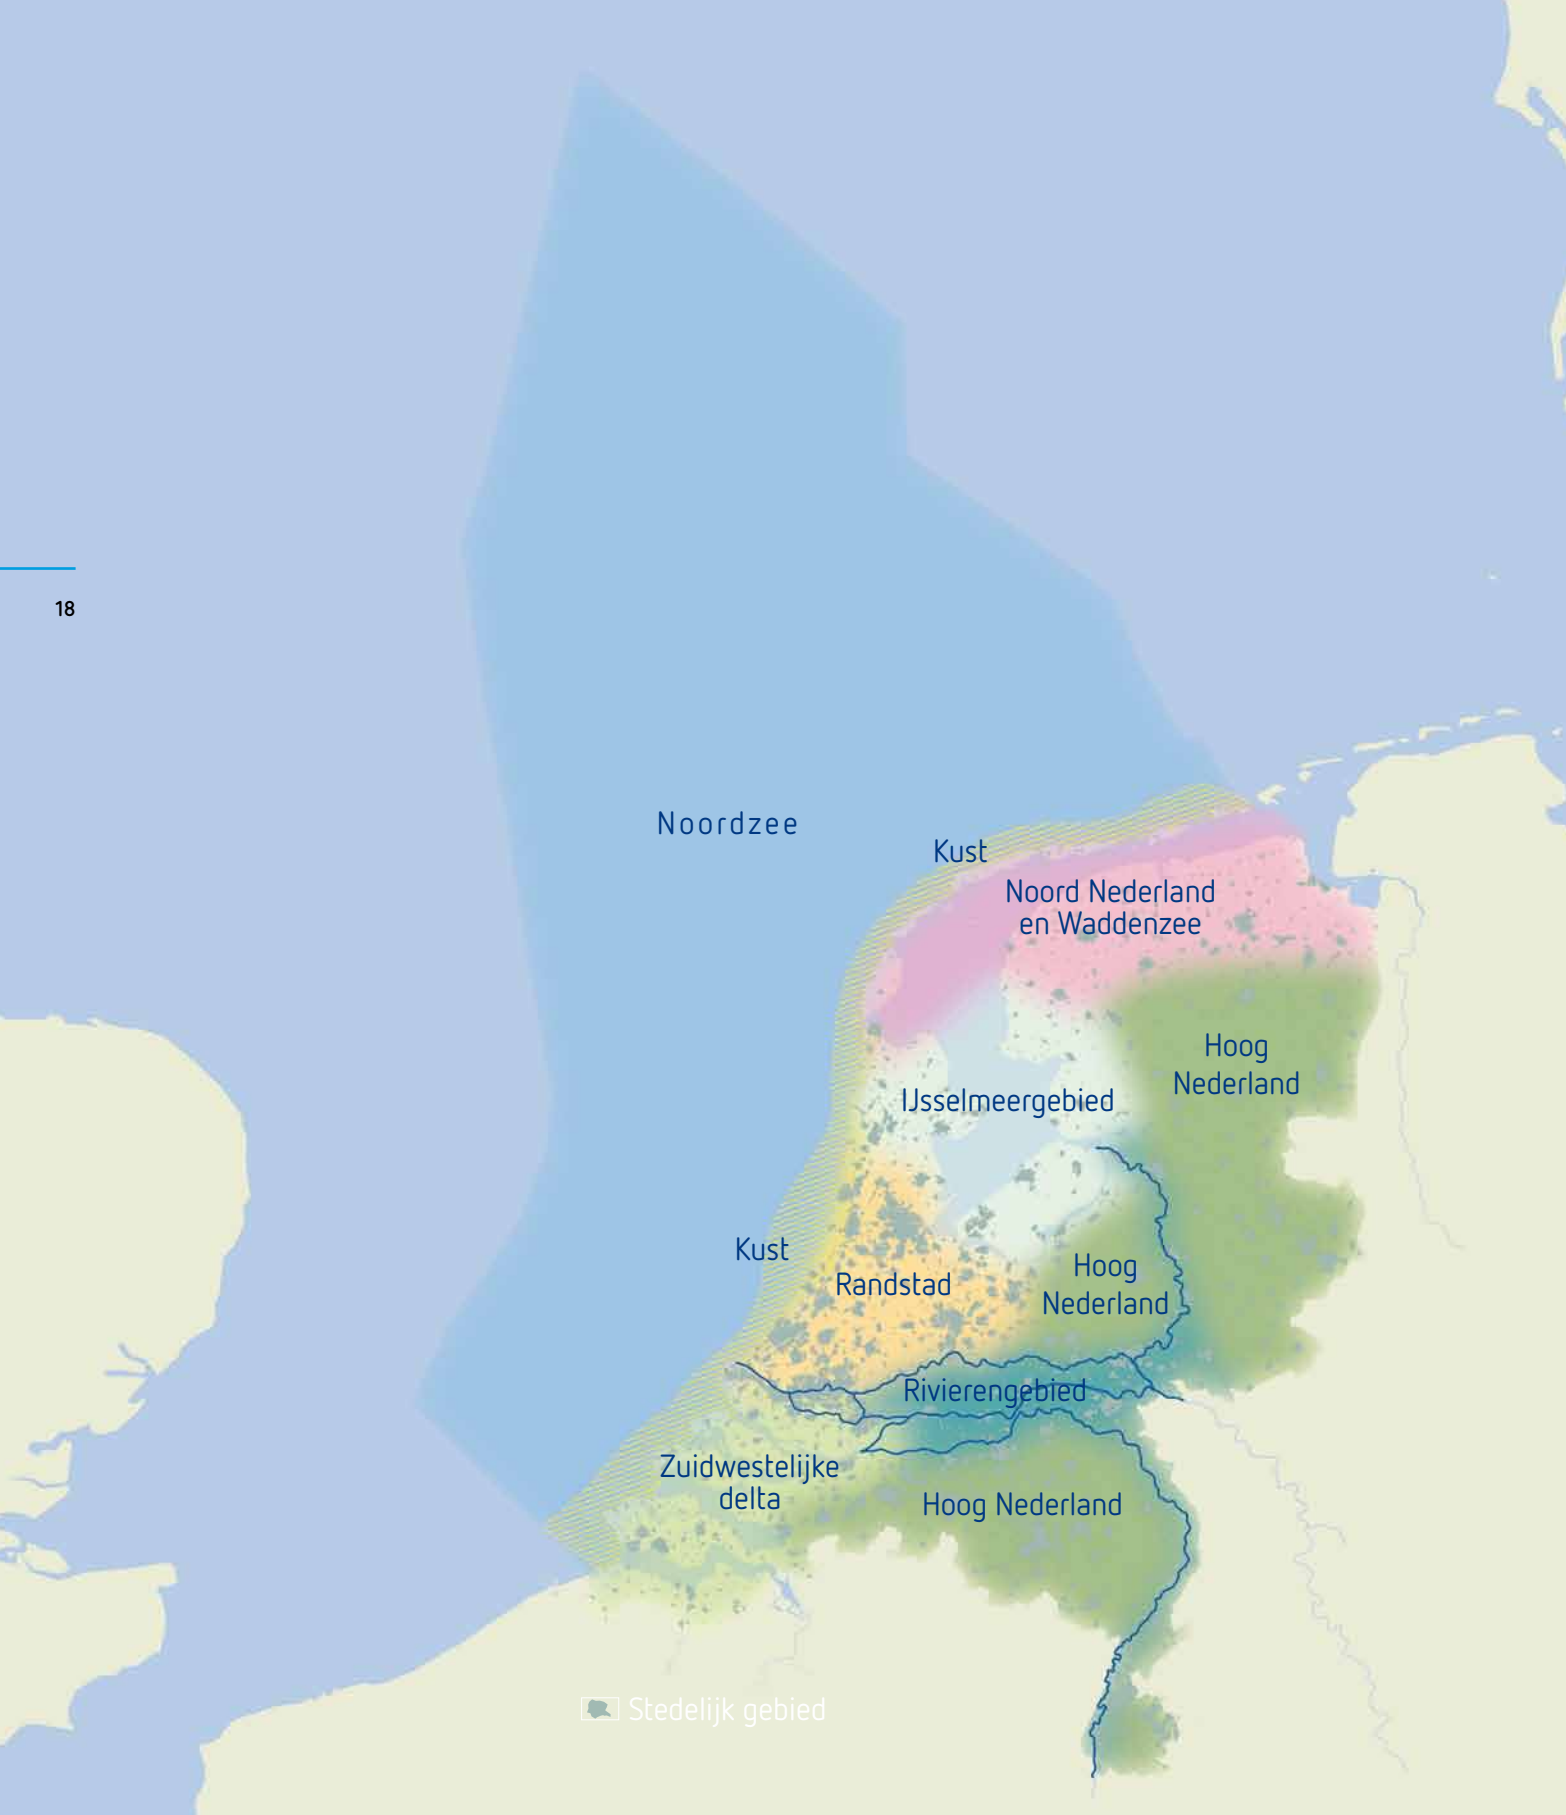 18
Noordzee
Kust
Noord Nederland
en Waddenzee
Hoog
Nederland
IJsselmeergebied
Kust
Hoog
Nederland
Randstad
Rivierengebied
Zuidwestelijke
delta
Hoog Nederland
Stedelijk gebied